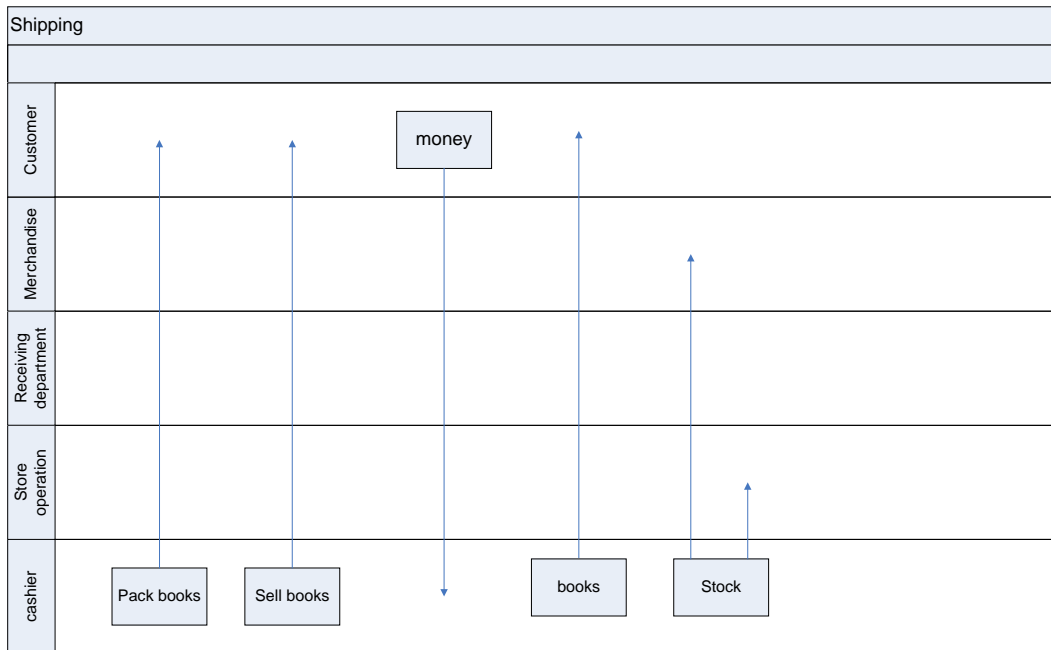 Shipping
Customer
money
Merchandise
Receiving
department
Store
operation
cashier
Pack books
Sell books
books
Stock